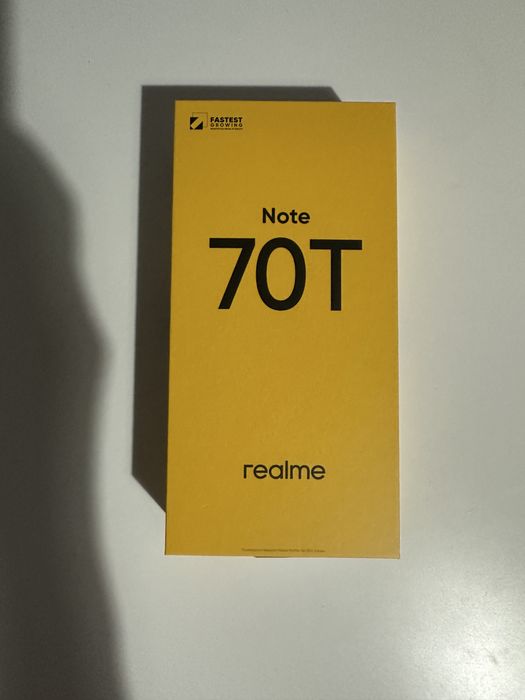 FASTEST
GROWING
Note
70T
realme